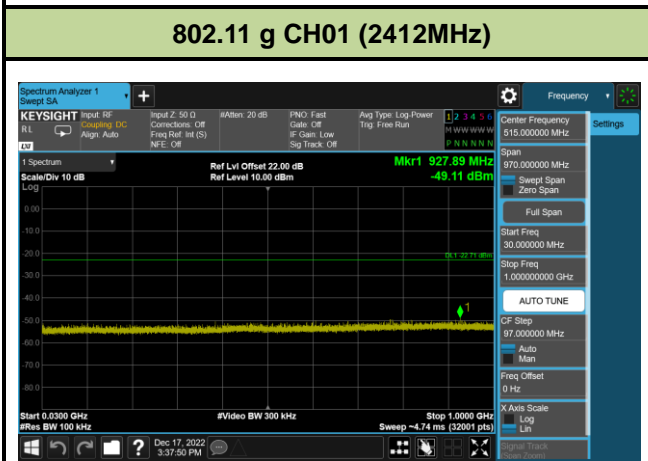 802.11 g CH01 (2412MHz)
Spectrum Analyzer 1
Swept SA
+
Frequency
KEYSIGHT
RL
LXI
Input: RF
Coupling: DC
Align: Auto
Input Z: 50 Ω
Corrections: Off
Freq Ref: Int (S)
NFE: Off
#Atten: 20 dB
PNO: Fast
Gate: Off
IF Gain: Low
Sig Track: Off
Avg Type: Log-Power
Trig: Free Run
1 2 3 4 5 6
M W W W W W
P N N N N N
1 Spectrum
Scale/Div 10 dB
Log
Ref Lvl Offset 22.00 dB
Ref Level 10.00 dBm
Mkr1 927.89 MHz
-49.11 dBm
0.00
-10.0
-20.0
DL1 -22.71 dBm
-30.0
-40.0
1
-50.0
-60.0
-70.0
-80.0
Start 0.0300 GHz
#Res BW 100 kHz
#Video BW 300 kHz
Stop 1.0000 GHz
Sweep ~4.74 ms (32001 pts)
Center Frequency
515.000000 MHz
Settings
Span
970.000000 MHz
Swept Span
Zero Span
Full Span
Start Freq
30.000000 MHz
Stop Freq
1.000000000 GHz
AUTO TUNE
CF Step
97.000000 MHz
Auto
Man
Freq Offset
0 Hz
X Axis Scale
Log
Lin
Signal Track
(Span Zoom)
?
Dec 17, 2022
3:37:50 PM